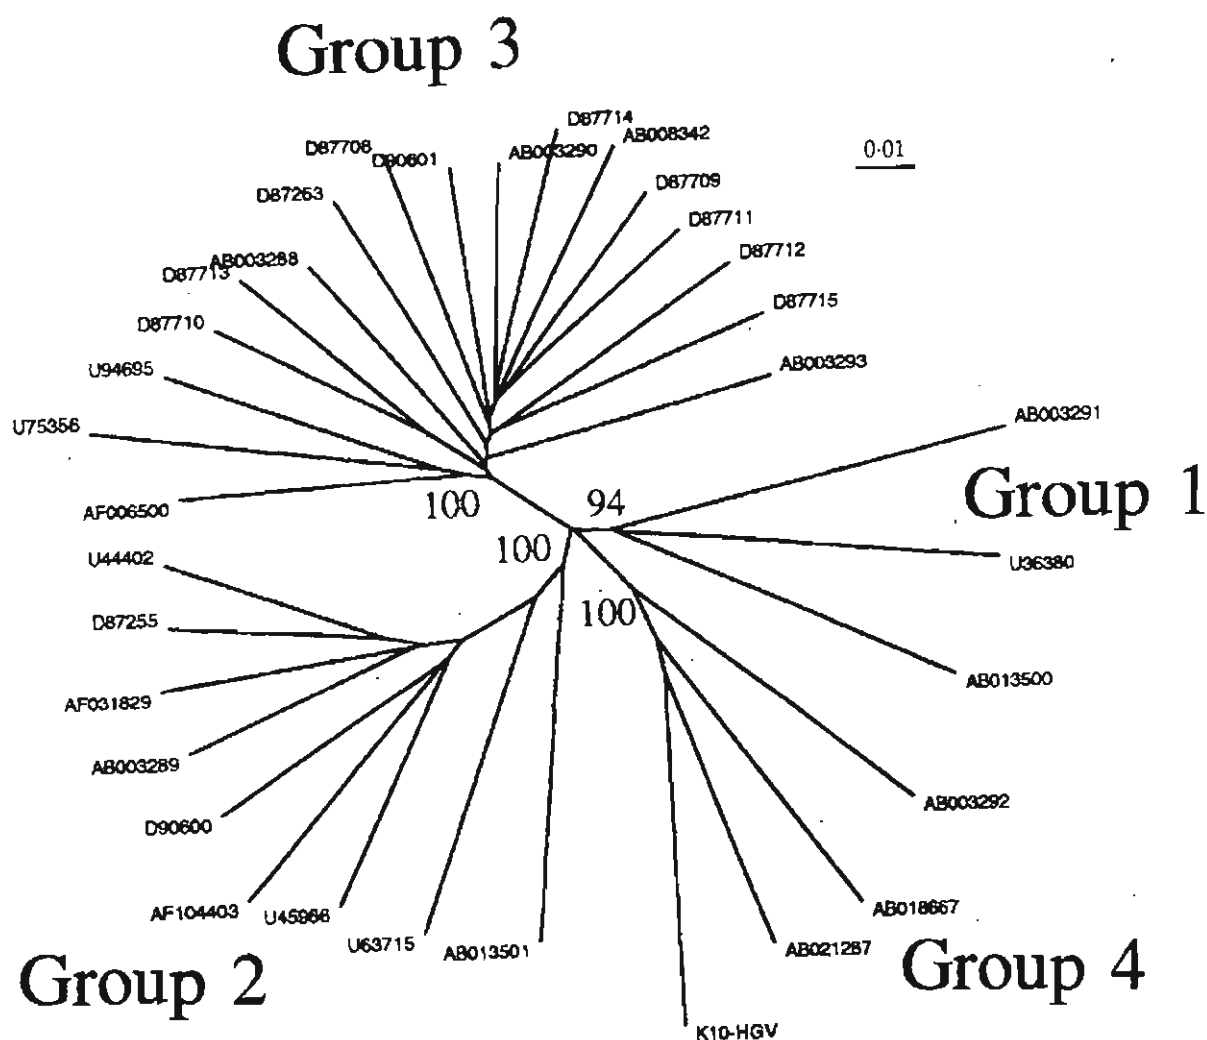 Group 3
D87714
AB008342
D87708
D90601
AB003290
0·01
D87709
D87263
D87711
D87712
AB003288
D87713
D87715
D87710
AB003293
U94695
AB003291
U75356
Group 1
94
100
AF006500
100
U44402
U36380
100
D87255
AB013500
AF031829
AB003289
AB003292
D90600
AF104403
U45966
AB018667
U63715
AB013501
AB021287
Group 4
Group 2
K10-HGV